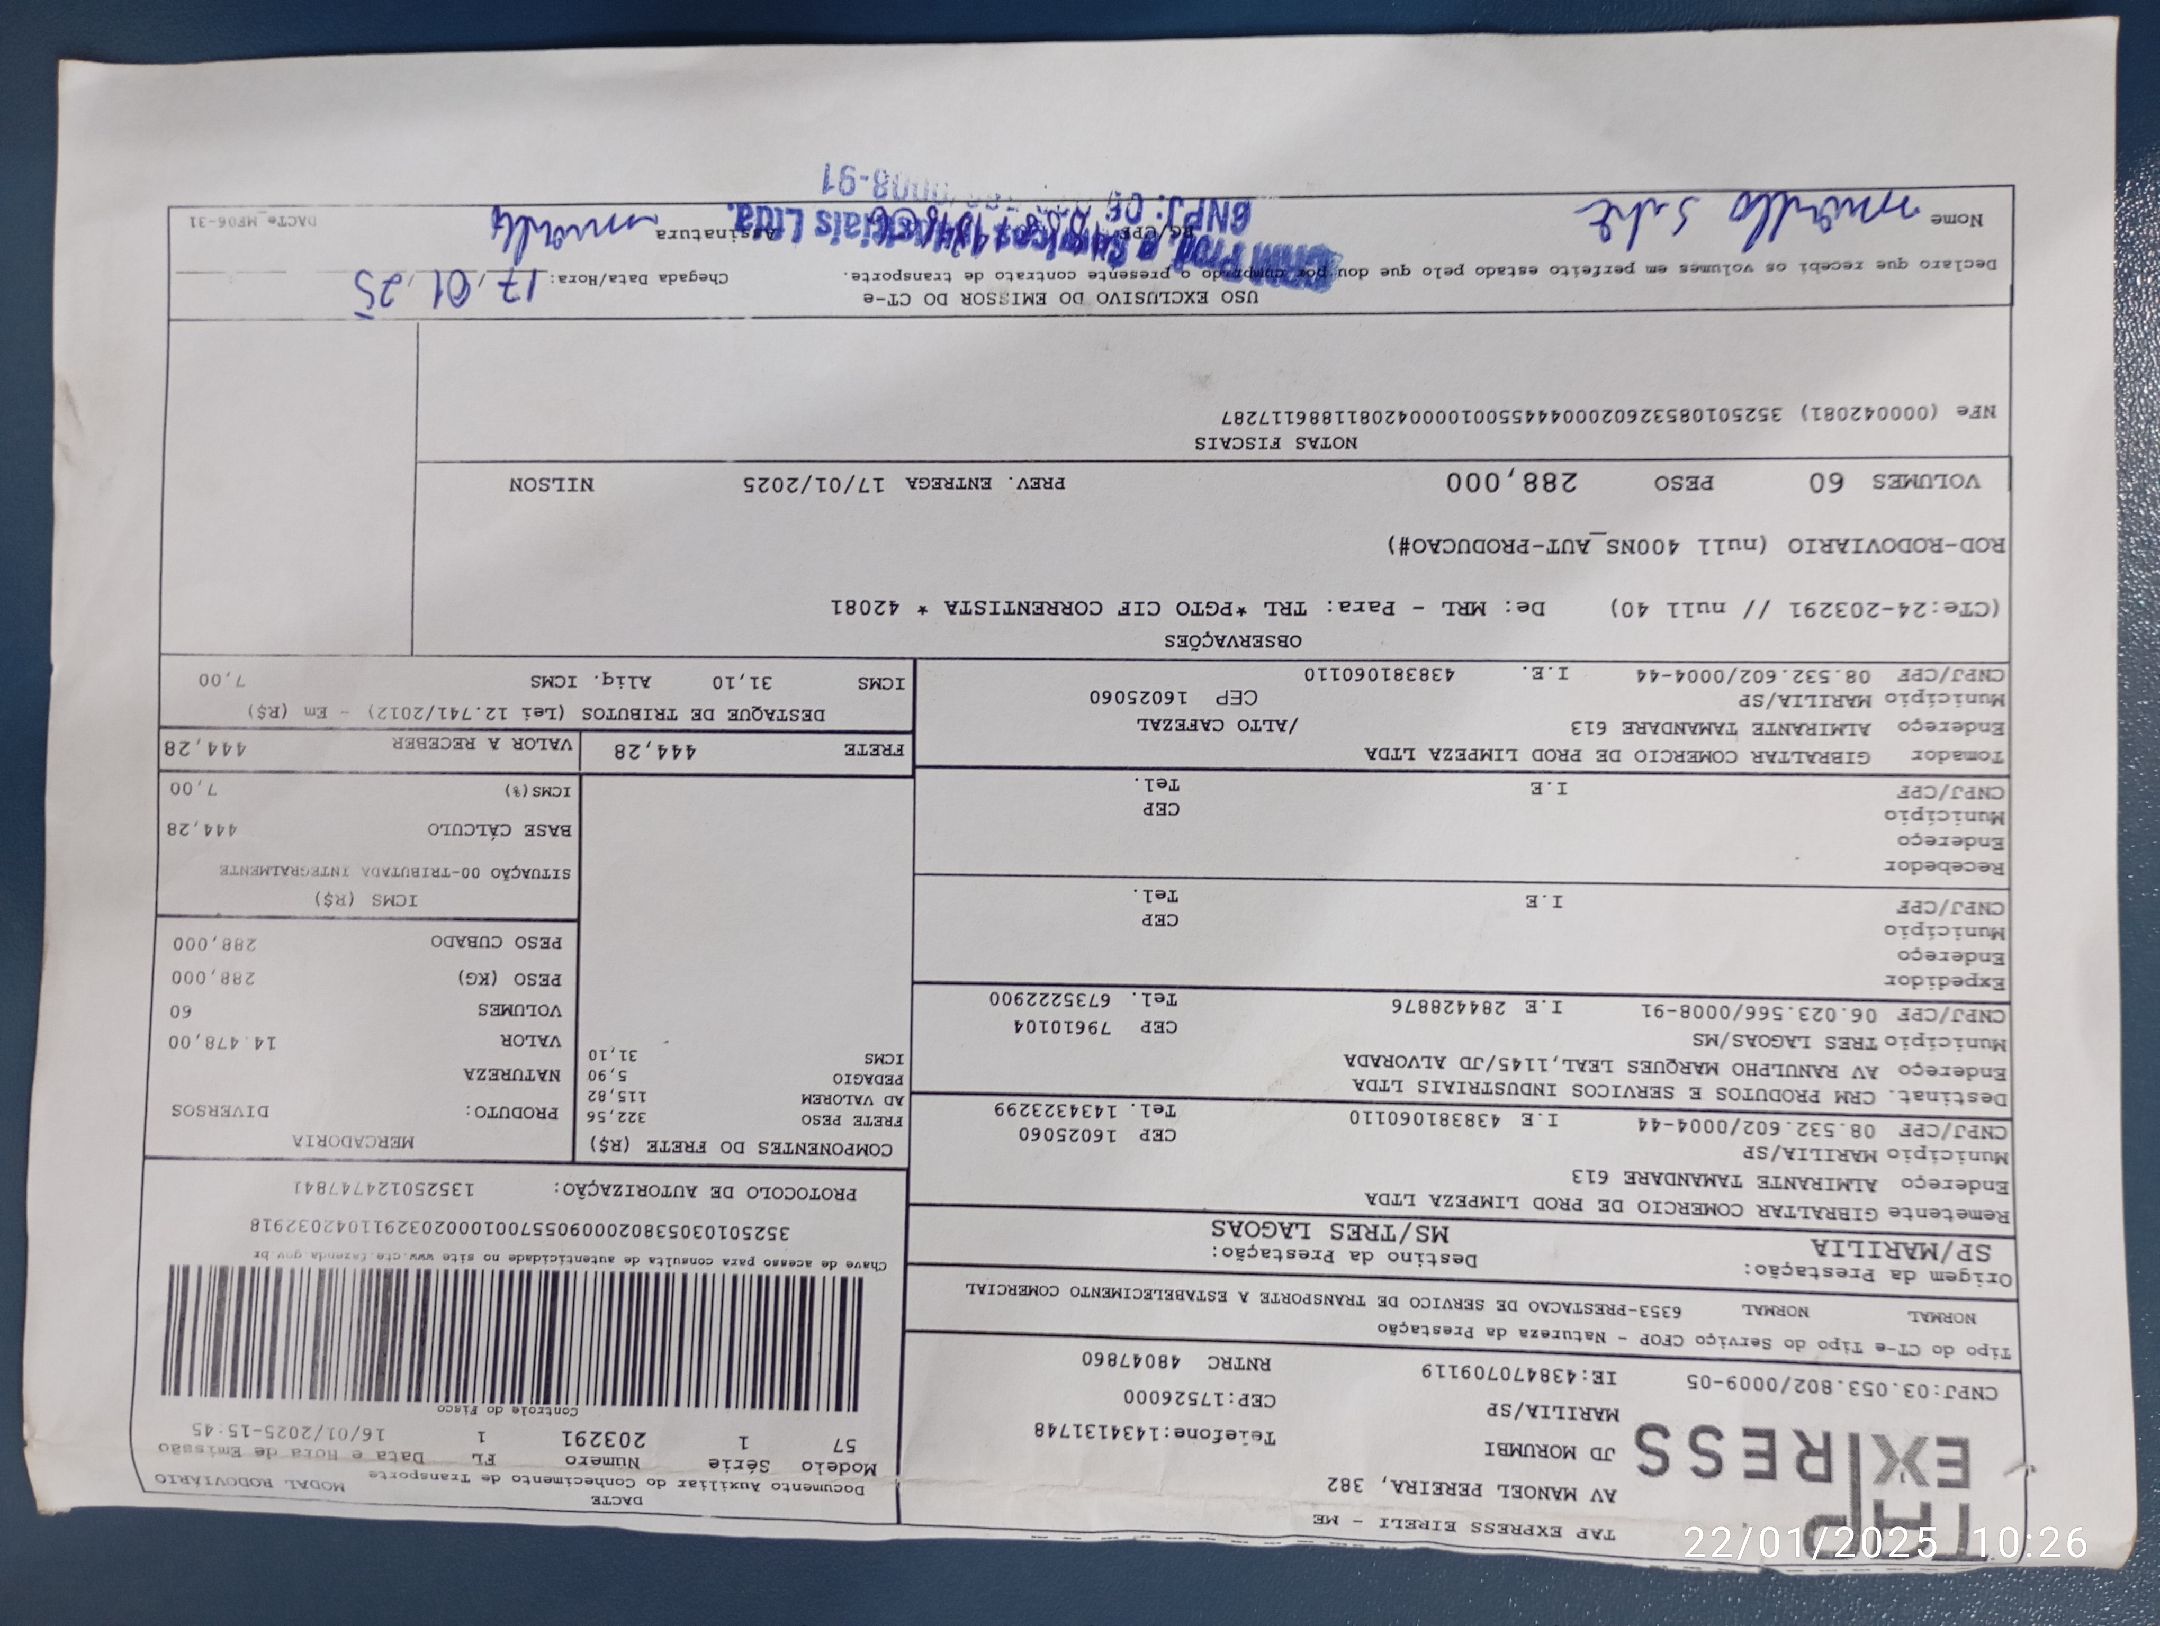 TAP EXPRESS
TAP EXPRESS EIRELI - ME
AV MANOEL PEREIRA, 382
JD MORUMBI Telefone:1434131748
MARILIA/SP CEP:17526000
CNPJ:03.053.802/0009-05 IE:438470709119 RNTRC 48047860
DACTE
Documento Auxiliar do Conhecimento de Transporte MODAL RODOVIÁRIO
Modelo Série Numero FL Data e Hora de Emissão
57 1 203291 1 16/01/2025-15:45
Controle do Fisco
Chave de acesso para consulta de autenticidade no site www.cte.fazenda.gov.br
35250103053802000905570010002032911042032918
PROTOCOLO DE AUTORIZAÇÃO: 135250124747841
Tipo do CT-e Tipo do Serviço CFOP - Natureza da Prestação
NORMAL NORMAL 6353-PRESTACAO DE SERVICO DE TRANSPORTE A ESTABELECIMENTO COMERCIAL
Origem da Prestação: Destino da Prestação:
SP/MARILIA MS/TRES LAGOAS
Remetente GIBRALTAR COMERCIO DE PROD LIMPEZA LTDA
Endereço ALMIRANTE TAMANDARE 613
Município MARILIA/SP CEP 16025060
CNPJ/CPF 08.532.602/0004-44 I.E 438381060110 Tel. 1434323299
Destinat. CRM PRODUTOS E SERVICOS INDUSTRIAIS LTDA
Endereço AV RANULPHO MARQUES LEAL,1145/JD ALVORADA
Município TRES LAGOAS/MS CEP 79610104
CNPJ/CPF 06.023.566/0008-91 I.E 284428876 Tel. 6735222900
Expedidor
Endereço
Município CEP
CNPJ/CPF I.E Tel.
Recebedor
Endereço
Município CEP
CNPJ/CPF I.E Tel.
Tomador GIBRALTAR COMERCIO DE PROD LIMPEZA LTDA
Endereço ALMIRANTE TAMANDARE 613 /ALTO CAFEZAL
Município MARILIA/SP CEP 16025060
CNPJ/CPF 08.532.602/0004-44 I.E. 438381060110
COMPONENTES DO FRETE (R$)
FRETE PESO 322,56
AD VALOREM 115,82
PEDAGIO 5,90
ICMS 31,10
MERCADORIA
PRODUTO: DIVERSOS
NATUREZA
VALOR 14.478,00
VOLUMES 60
PESO (KG) 288,000
PESO CUBADO 288,000
ICMS (R$)
SITUAÇÃO 00-TRIBUTADA INTEGRALMENTE
BASE CÁLCULO 444,28
ICMS(%) 7,00
FRETE 444,28 VALOR A RECEBER 444,28
DESTAQUE DE TRIBUTOS (Lei 12.741/2012) - Em (R$)
ICMS 31,10 Aliq. ICMS 7,00
OBSERVAÇÕES
(CTe:24-203291 // null 40) De: MRL - Para: TRL *PGTO CIF CORRENTISTA * 42081
ROD-RODOVIARIO (null 400NS_AUT-PRODUCAO#)
VOLUMES 60 PESO 288,000 PREV. ENTREGA 17/01/2025 NILSON
NOTAS FISCAIS
NFe (000042081) 35250108532602000444550010000420811886117287
USO EXCLUSIVO DO EMISSOR DO CT-e
Declaro que recebi os volumes em perfeito estado pelo que dou por cumprido o presente contrato de transporte. Chegada Data/Hora: 17,01,25
Nome RG/CPF Assinatura
CRM Prod. e Serviços Industriais Ltda.
CNPJ: 06 0008-91
DACTe_MF06-31
22/01/2025 10:26